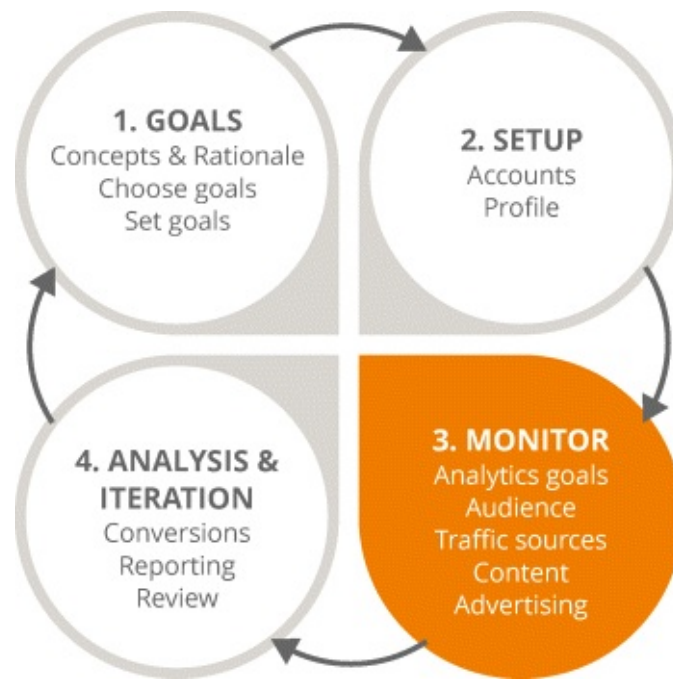 1. GOALS
Concepts & Rationale
Choose goals
Set goals
2. SETUP
Accounts
Profile
3. MONITOR
Analytics goals
Audience
Traffic sources
Content
Advertising
4. ANALYSIS &
ITERATION
Conversions
Reporting
Review